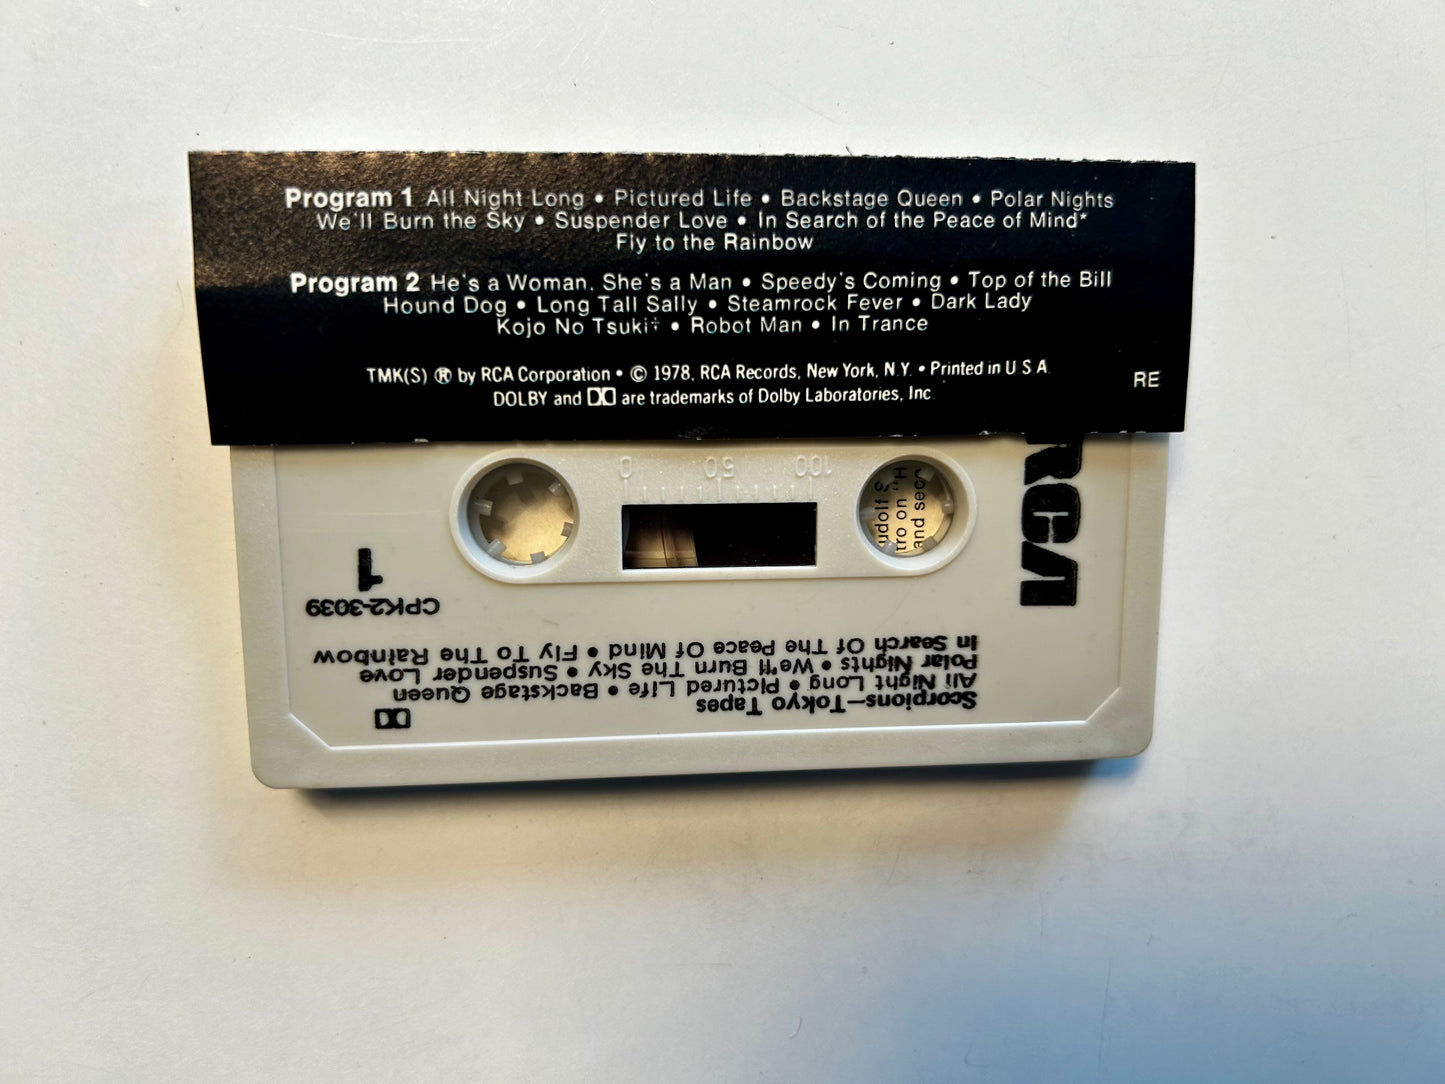 Program 1 All Night Long • Pictured Life • Backstage Queen • Polar Nights
We'll Burn the Sky • Suspender Love • In Search of the Peace of Mind*
Fly to the Rainbow
Program 2 He's a Woman, She's a Man • Speedy's Coming • Top of the Bill
Hound Dog • Long Tall Sally • Steamrock Fever • Dark Lady
Kojo No Tsuki† • Robot Man • In Trance
TMK(S) ® by RCA Corporation • © 1978, RCA Records, New York, N.Y. • Printed in U.S.A.
DOLBY and are trademarks of Dolby Laboratories, Inc.
RE
Scorpions—Tokyo Tapes
All Night Long • Pictured Life • Backstage Queen
Polar Nights • We'll Burn The Sky • Suspender Love
In Search Of The Peace Of Mind • Fly To The Rainbow
CPK2-3039
1
RCA
0 50 100
udolf S
tro on "H
and seco